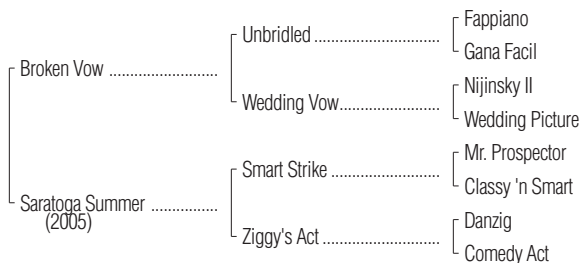 Fappiano
Unbridled
Gana Facil
Broken Vow
Nijinsky II
Wedding Vow
Wedding Picture
Mr. Prospector
Smart Strike
Classy 'n Smart
Saratoga Summer
(2005)
Danzig
Ziggy's Act
Comedy Act